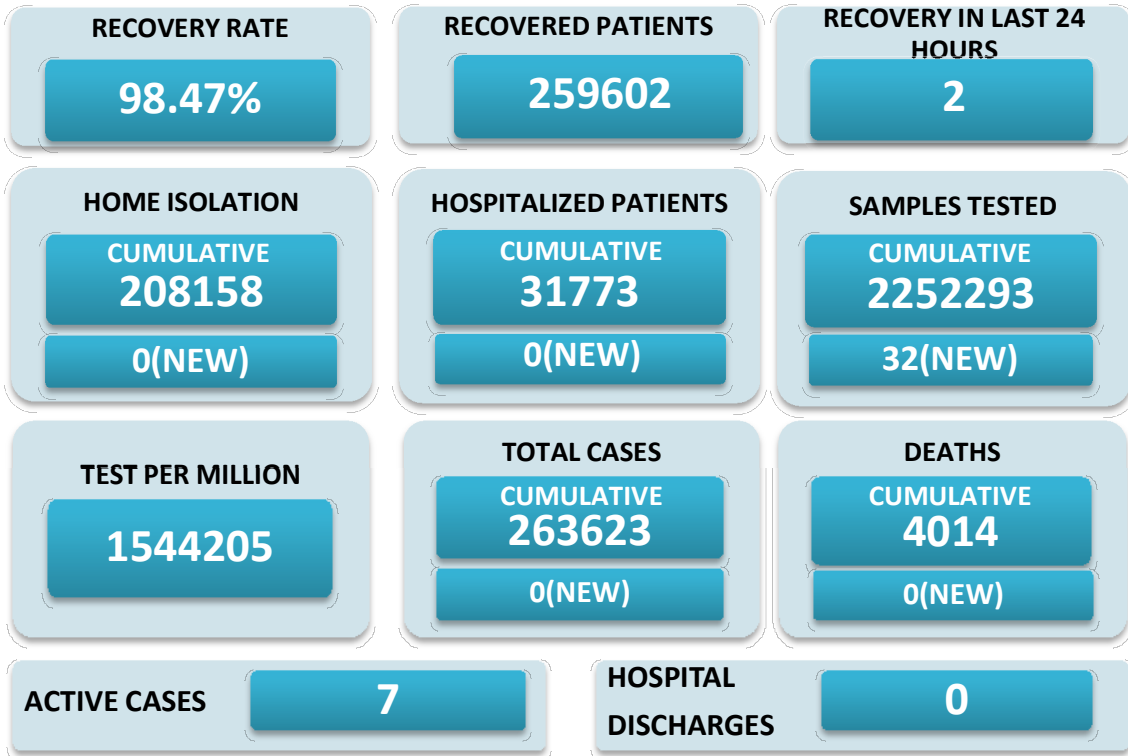 RECOVERY RATE
98.47%
RECOVERED PATIENTS
259602
RECOVERY IN LAST 24
HOURS
2
HOME ISOLATION
CUMULATIVE
208158
0(NEW)
HOSPITALIZED PATIENTS
CUMULATIVE
31773
0(NEW)
SAMPLES TESTED
CUMULATIVE
2252293
32(NEW)
TEST PER MILLION
1544205
TOTAL CASES
CUMULATIVE
263623
0(NEW)
DEATHS
CUMULATIVE
4014
0(NEW)
ACTIVE CASES
7
HOSPITAL
DISCHARGES
0